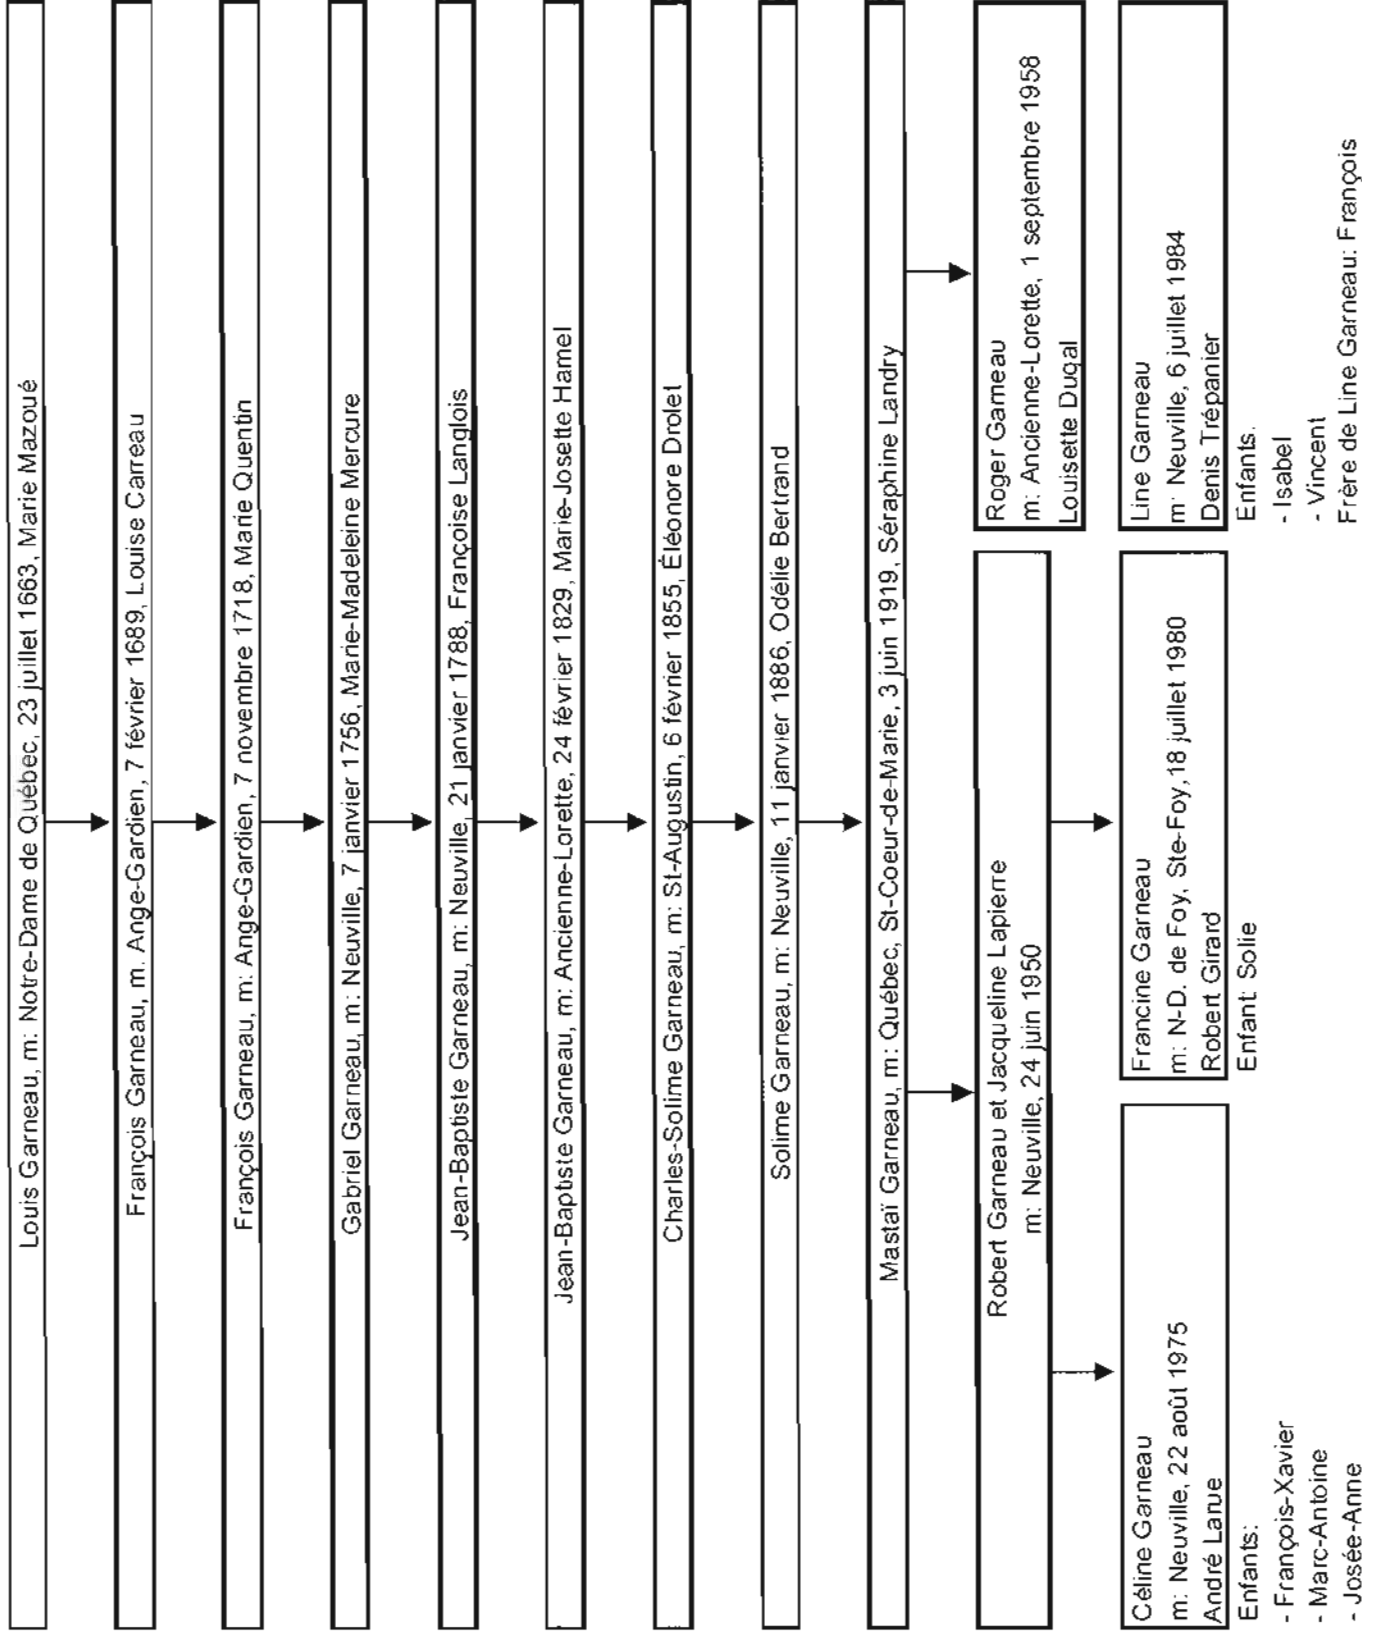 Louis Garneau, m: Notre-Dame de Québec, 23 juillet 1663, Marie Mazoué
François Garneau, m. Ange-Gardien, 7 février 1689, Louise Carreau
François Garneau, m: Ange-Gardien, 7 novembre 1718, Marie Quentin
Gabriel Garneau, m: Neuville, 7 janvier 1756, Marie-Madeleine Mercure
Jean-Baptiste Garneau, m: Neuville, 21 janvier 1788, Françoise Langlois
Jean-Baptiste Garneau, m: Ancienne-Lorette, 24 février 1829, Marie-Josette Hamel
Charles-Solime Garneau, m: St-Augustin, 6 février 1855, Éléonore Drolet
Solime Garneau, m: Neuville, 11 janvier 1886, Odélie Bertrand
Mastaï Garneau, m: Québec, St-Coeur-de-Marie, 3 juin 1919, Séraphine Landry
Robert Garneau et Jacqueline Lapierre
m: Neuville, 24 juin 1950
Roger Garneau
m: Ancienne-Lorette, 1 septembre 1958
Louisette Dugal
Céline Garneau
m: Neuville, 22 août 1975
André Larue
Enfants:
- François-Xavier
- Marc-Antoine
- Josée-Anne
Francine Garneau
m: N-D. de Foy, Ste-Foy, 18 juillet 1980
Robert Girard
Enfant: Solie
Line Garneau
m: Neuville, 6 juillet 1984
Denis Trépanier
Enfants.
- Isabel
- Vincent
Frère de Line Garneau: François